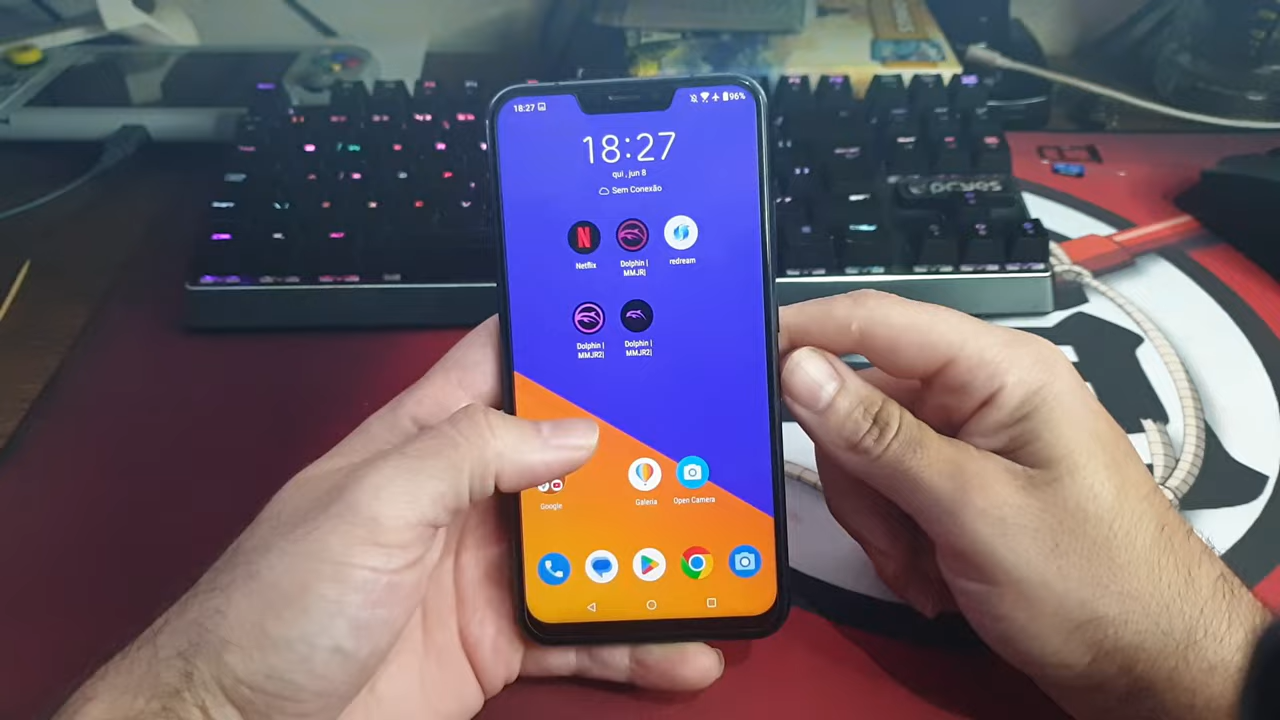 18:27
96%
18:27
qui , jun 8
Sem Conexão
Netflix
Dolphin |
MMJR|
redream
Dolphin |
MMJR2|
Dolphin |
MMJR2|
Google
Galeria
Open Camera